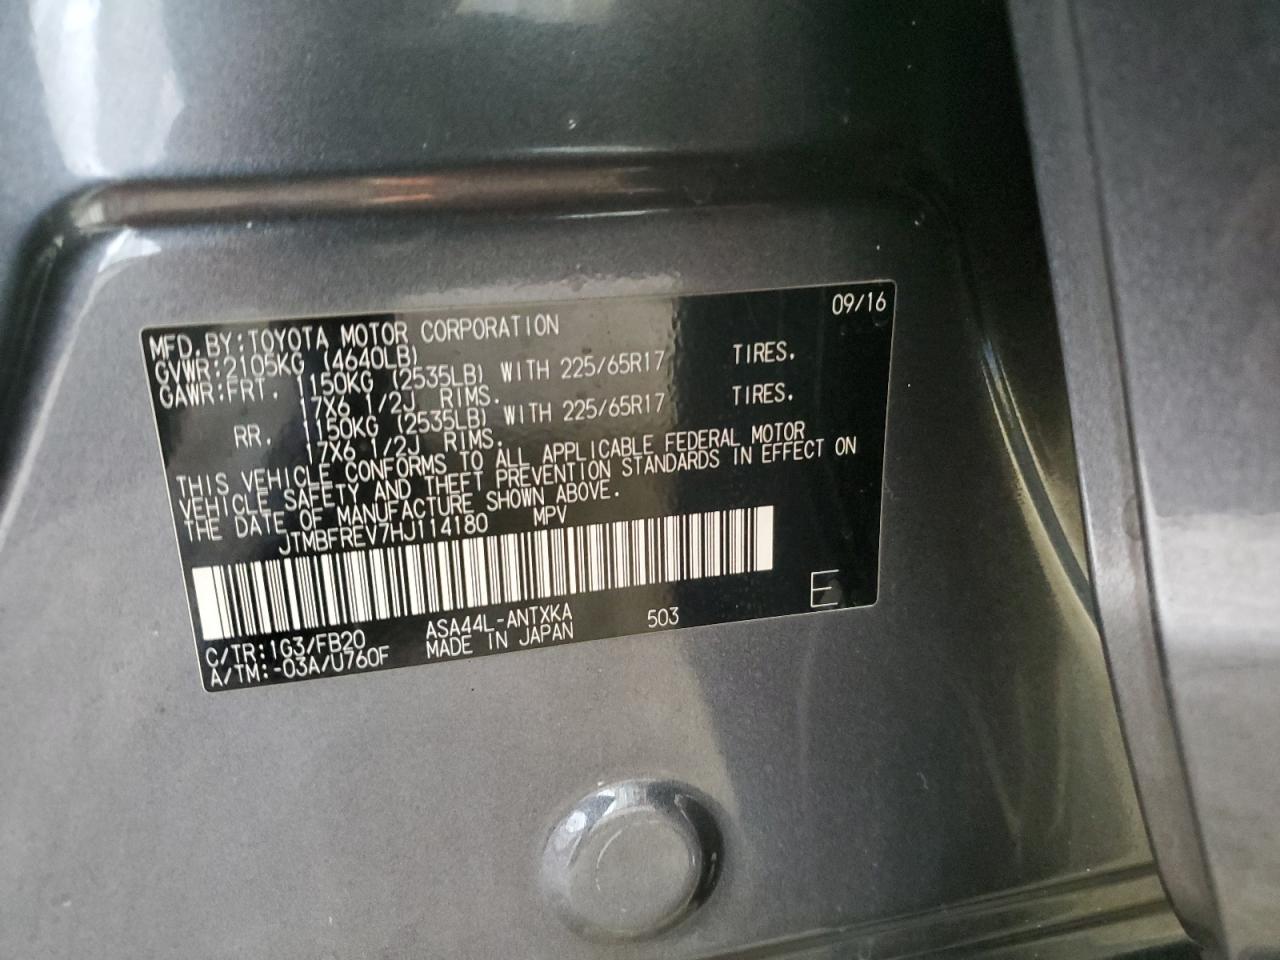 09/16
MFD. BY:TOYOTA MOTOR CORPORATION
GVWR:2105KG (4640LB)
GAWR:FRT. 1150KG (2535LB) WITH 225/65R17 TIRES.
17X6 1/2J RIMS.
RR. 1150KG (2535LB) WITH 225/65R17 TIRES.
17X6 1/2J RIMS.
THIS VEHICLE CONFORMS TO ALL APPLICABLE FEDERAL MOTOR
VEHICLE SAFETY AND THEFT PREVENTION STANDARDS IN EFFECT ON
THE DATE OF MANUFACTURE SHOWN ABOVE.
JTMBFREV7HJ114180 MPV
C/TR:1G3/FB20 ASA44L-ANTXKA 503
A/TM:-03A/U760F MADE IN JAPAN
E